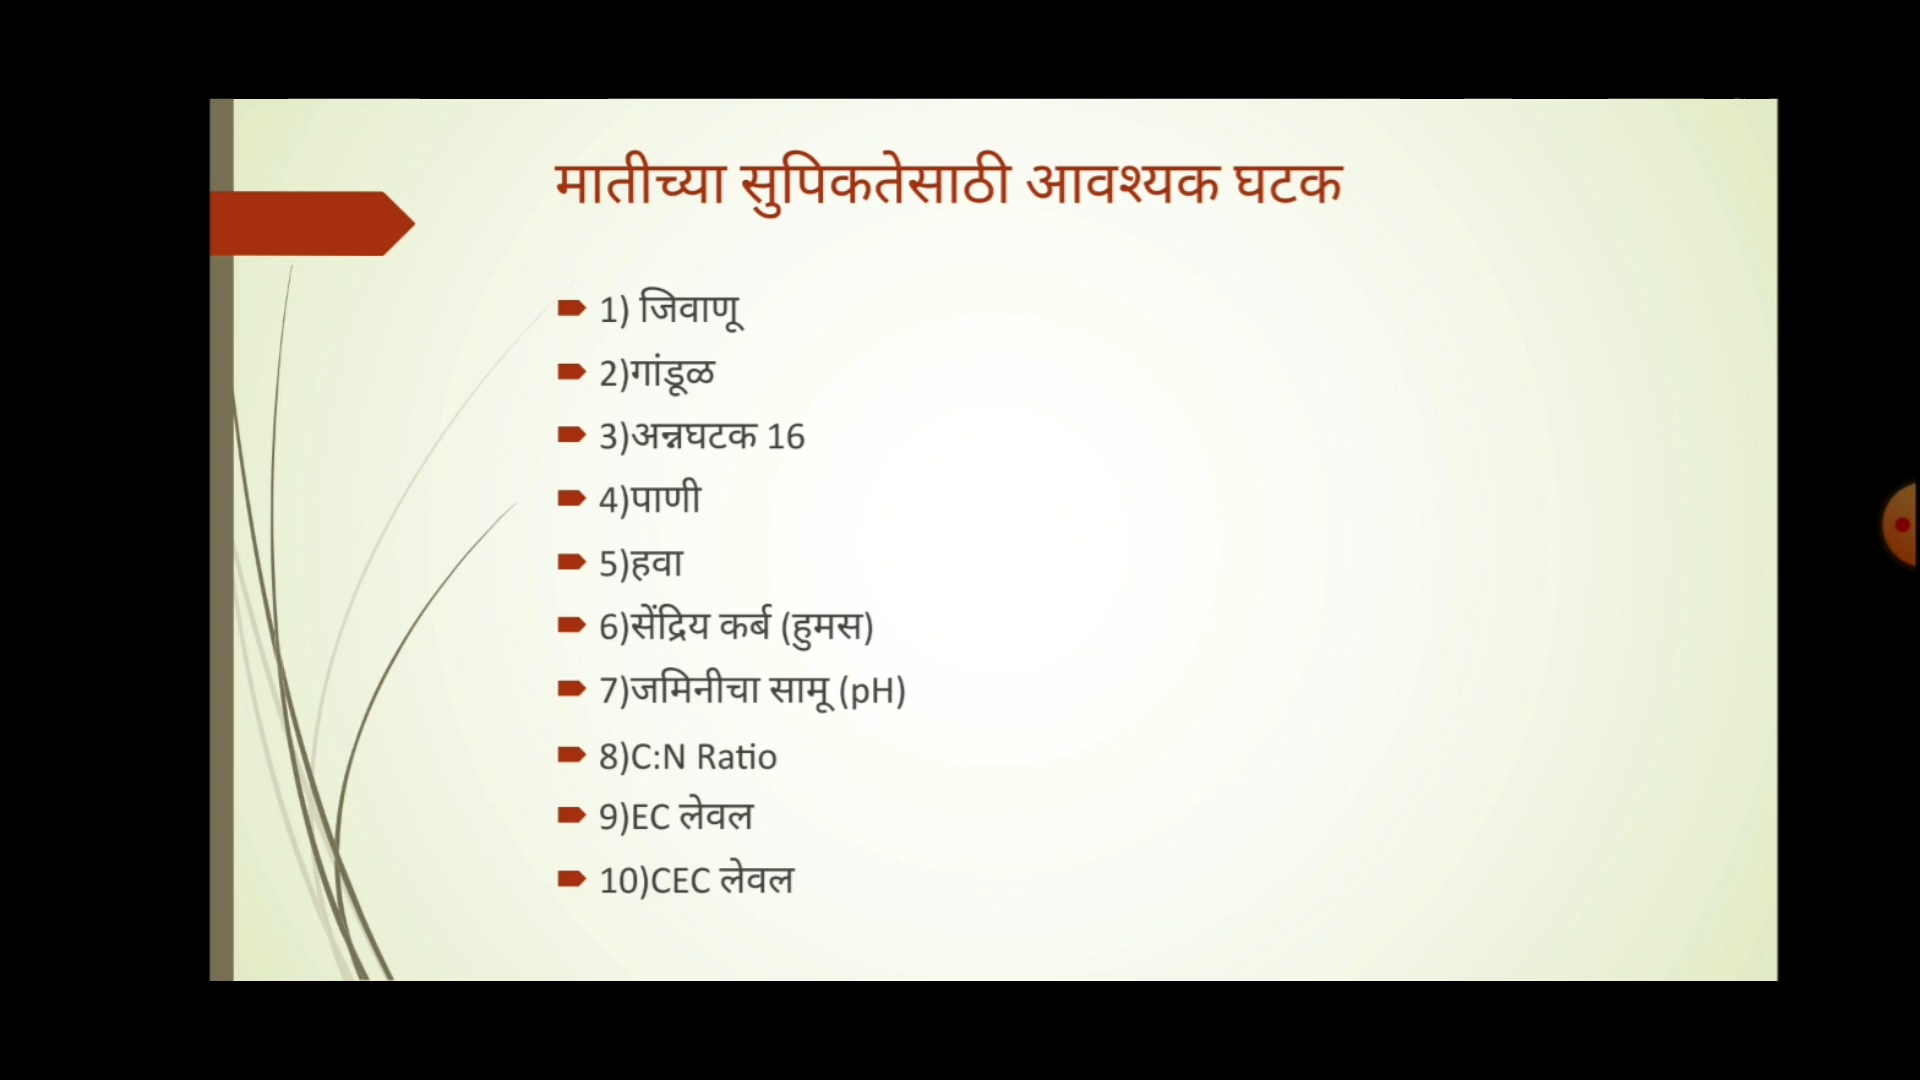 मातीच्या सुपिकतेसाठी आवश्यक घटक
1) जिवाणू
2)गांडूळ
3)अन्नघटक 16
4)पाणी
5)हवा
6)सेंद्रिय कर्ब (हुमस)
7)जमिनीचा सामू (pH)
8)C:N Ratio
9)EC लेवल
10)CEC लेवल